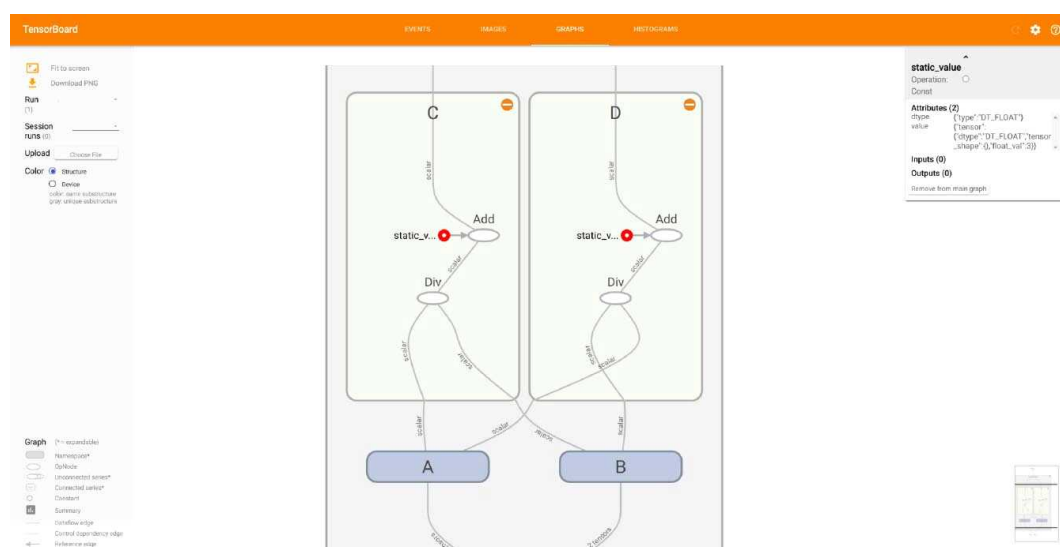 TensorBoard
EVENTS
IMAGES
GRAPHS
HISTOGRAMS
Fit to screen
Download PNG
Run
(1)
Session
runs (0)
Upload
Choose File
Color
Structure
Device
color: same substructure
gray: unique substructure
C
D
scalar
scalar
Add
Add
static_v...
static_v...
scalar
scalar
Div
Div
scalar
scalar
scalar
scalar
scalar
scalar
scalar
scalar
A
B
2 tensors
static_value
Operation:
Const
Attributes (2)
dtype {"type":"DT_FLOAT"}
value {"tensor":
{"dtype":"DT_FLOAT","tensor
_shape":{},"float_val":3}}
Inputs (0)
Outputs (0)
Remove from main graph
Graph (* = expandable)
Namespace*
OpNode
Unconnected series*
Connected series*
Constant
Summary
Dataflow edge
Control dependency edge
Reference edge